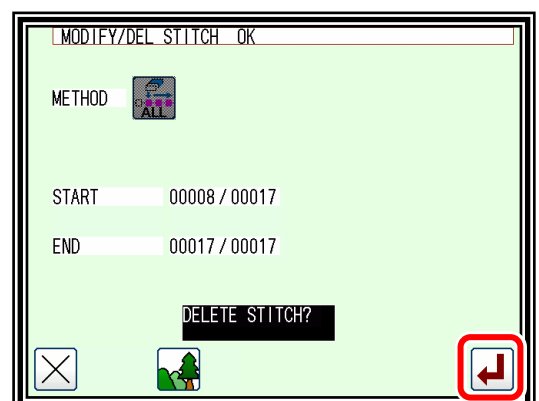 MODIFY/DEL STITCH OK
METHOD
ALL
START 00008/00017
END 00017/00017
DELETE STITCH?